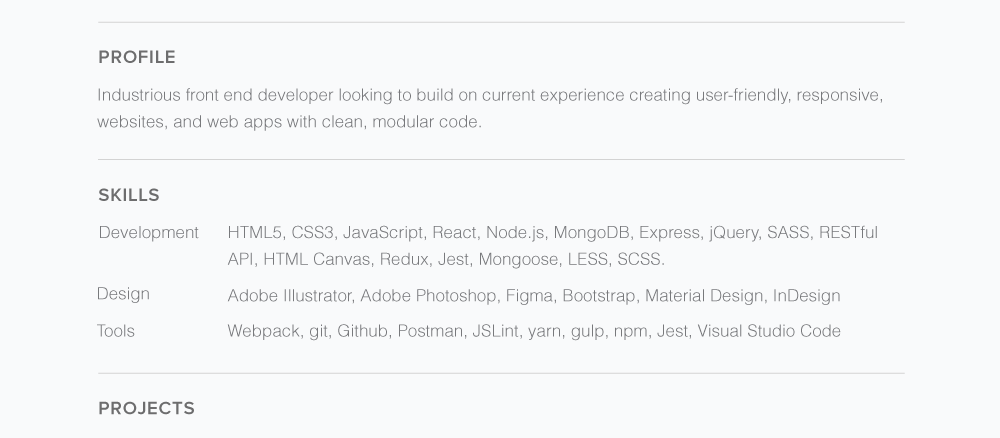 PROFILE
Industrious front end developer looking to build on current experience creating user-friendly, responsive,
websites, and web apps with clean, modular code.
SKILLS
Development HTML5, CSS3, JavaScript, React, Node.js, MongoDB, Express, jQuery, SASS, RESTful
API, HTML Canvas, Redux, Jest, Mongoose, LESS, SCSS.
Design Adobe Illustrator, Adobe Photoshop, Figma, Bootstrap, Material Design, InDesign
Tools Webpack, git, Github, Postman, JSLint, yarn, gulp, npm, Jest, Visual Studio Code
PROJECTS